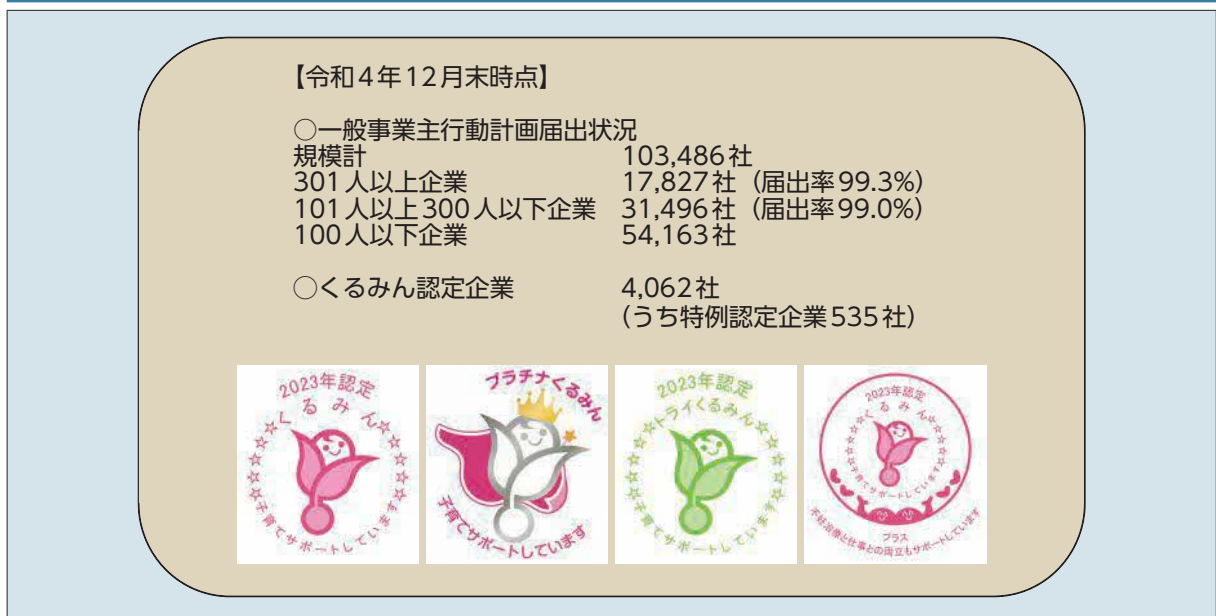 【令和4年12月末時点】
○一般事業主行動計画届出状況
規模計 103,486社
301人以上企業 17,827社（届出率99.3%）
101人以上300人以下企業 31,496社（届出率99.0%）
100人以下企業 54,163社
○くるみん認定企業 4,062社
（うち特例認定企業535社）
2023年認定
☆☆☆☆☆くるみん☆☆☆☆☆
子育てサポートしています
プラチナくるみん
子育てサポートしています
2023年認定
☆☆☆☆トライくるみん☆☆☆☆
子育てサポートしています
2023年認定
☆☆☆☆☆くるみん☆☆☆☆☆
子育てサポートしています
プラス
不妊治療と仕事との両立もサポートしています